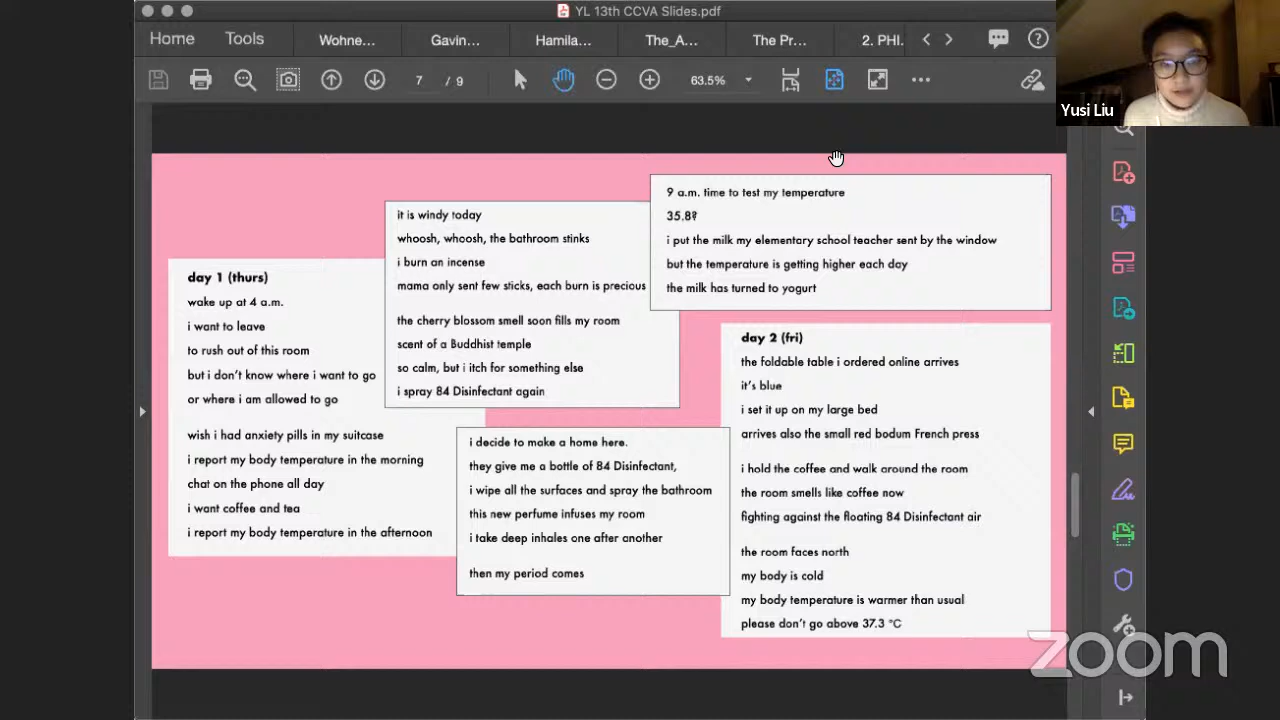 YL 13th CCVA Slides.pdf
Home
Tools
Wohne...
Gavin...
Hamila...
The_A...
The Pr...
2. PHI.
7 / 9
63.5%
Yusi Liu
day 1 (thurs)
wake up at 4 a.m.
i want to leave
to rush out of this room
but i don't know where i want to go
or where i am allowed to go
wish i had anxiety pills in my suitcase
i report my body temperature in the morning
chat on the phone all day
i want coffee and tea
i report my body temperature in the afternoon
it is windy today
whoosh, whoosh, the bathroom stinks
i burn an incense
mama only sent few sticks, each burn is precious
the cherry blossom smell soon fills my room
scent of a Buddhist temple
so calm, but i itch for something else
i spray 84 Disinfectant again
i decide to make a home here.
they give me a bottle of 84 Disinfectant,
i wipe all the surfaces and spray the bathroom
this new perfume infuses my room
i take deep inhales one after another
then my period comes
9 a.m. time to test my temperature
35.8?
i put the milk my elementary school teacher sent by the window
but the temperature is getting higher each day
the milk has turned to yogurt
day 2 (fri)
the foldable table i ordered online arrives
it's blue
i set it up on my large bed
arrives also the small red bodum French press
i hold the coffee and walk around the room
the room smells like coffee now
fighting against the floating 84 Disinfectant air
the room faces north
my body is cold
my body temperature is warmer than usual
please don't go above 37.3 °C
zoom